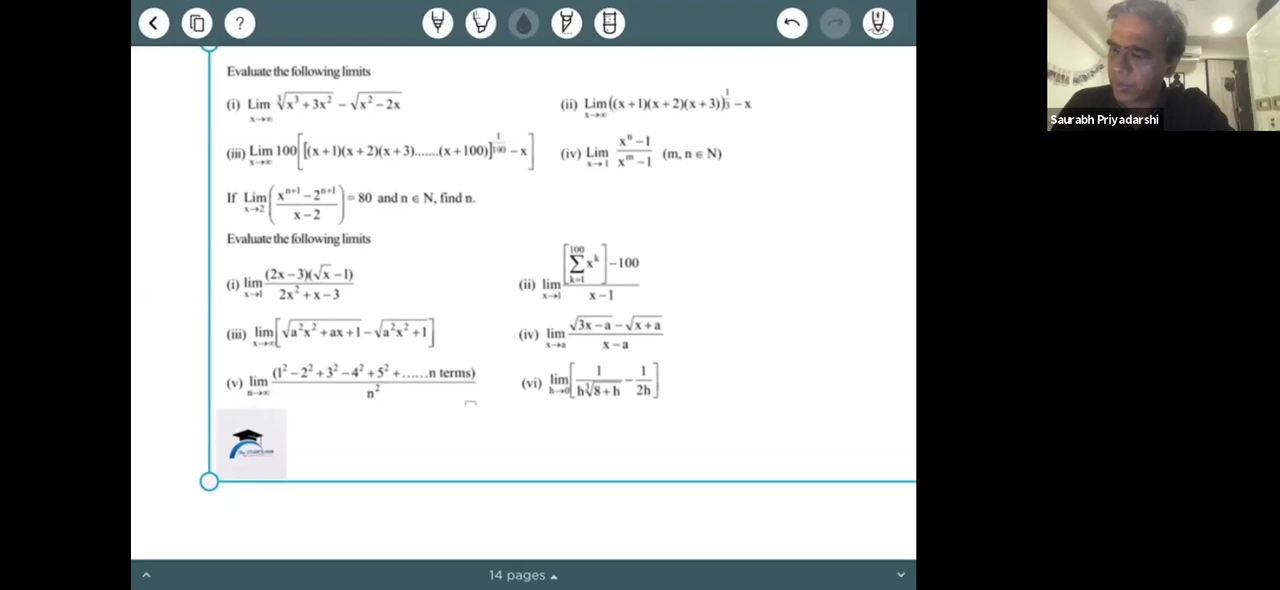 ?
Saurabh Priyadarshi
Evaluate the following limits
(i) Lim x→∞ ∛(x³+3x²) − √(x²−2x)
(ii) Lim x→∞ ((x+1)(x+2)(x+3))^(1/3) − x
(iii) Lim x→∞ 100[[(x+1)(x+2)(x+3).......(x+100)]^(1/100) − x]
(iv) Lim x→1 (xⁿ−1)/(xᵐ−1) (m, n ∈ N)
If Lim x→2 ((xⁿ⁺¹−2ⁿ⁺¹)/(x−2)) = 80 and n ∈ N, find n.
Evaluate the following limits
(i) lim x→1 (2x−3)(√x−1)/(2x²+x−3)
(ii) lim x→1 ([∑ k=1 100 xᵏ]−100)/(x−1)
(iii) lim x→∞ [√(a²x²+ax+1) − √(a²x²+1)]
(iv) lim x→a (√(3x−a) − √(x+a))/(x−a)
(v) lim n→∞ (1²−2²+3²−4²+5²+......n terms)/n²
(vi) lim h→0 [1/(h∛(8+h)) − 1/(2h)]
14 pages